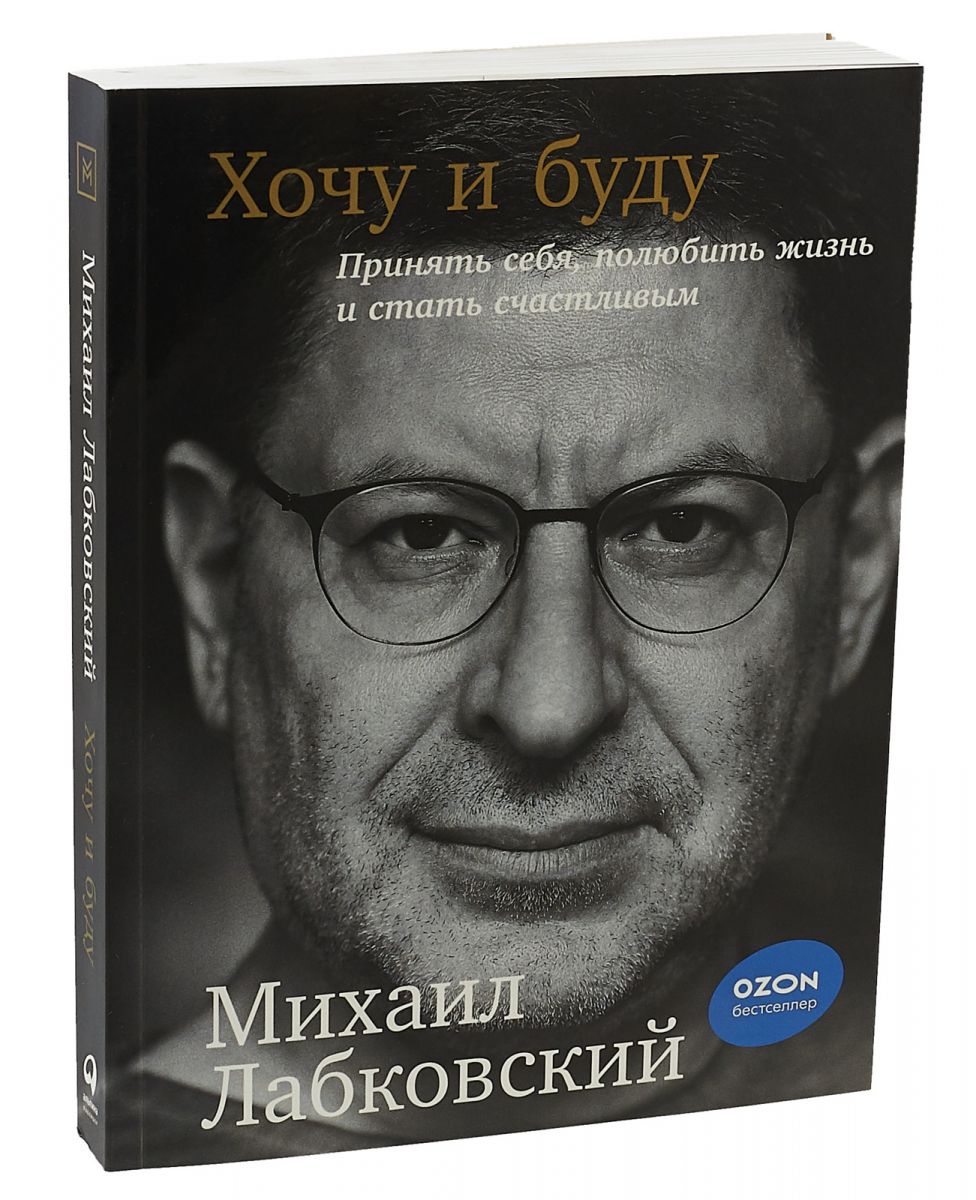 Хочу и буду
Принять себя, полюбить жизнь
и стать счастливым
OZON
бестселлер
Михаил
Лабковский
Михаил Лабковский Хочу и буду